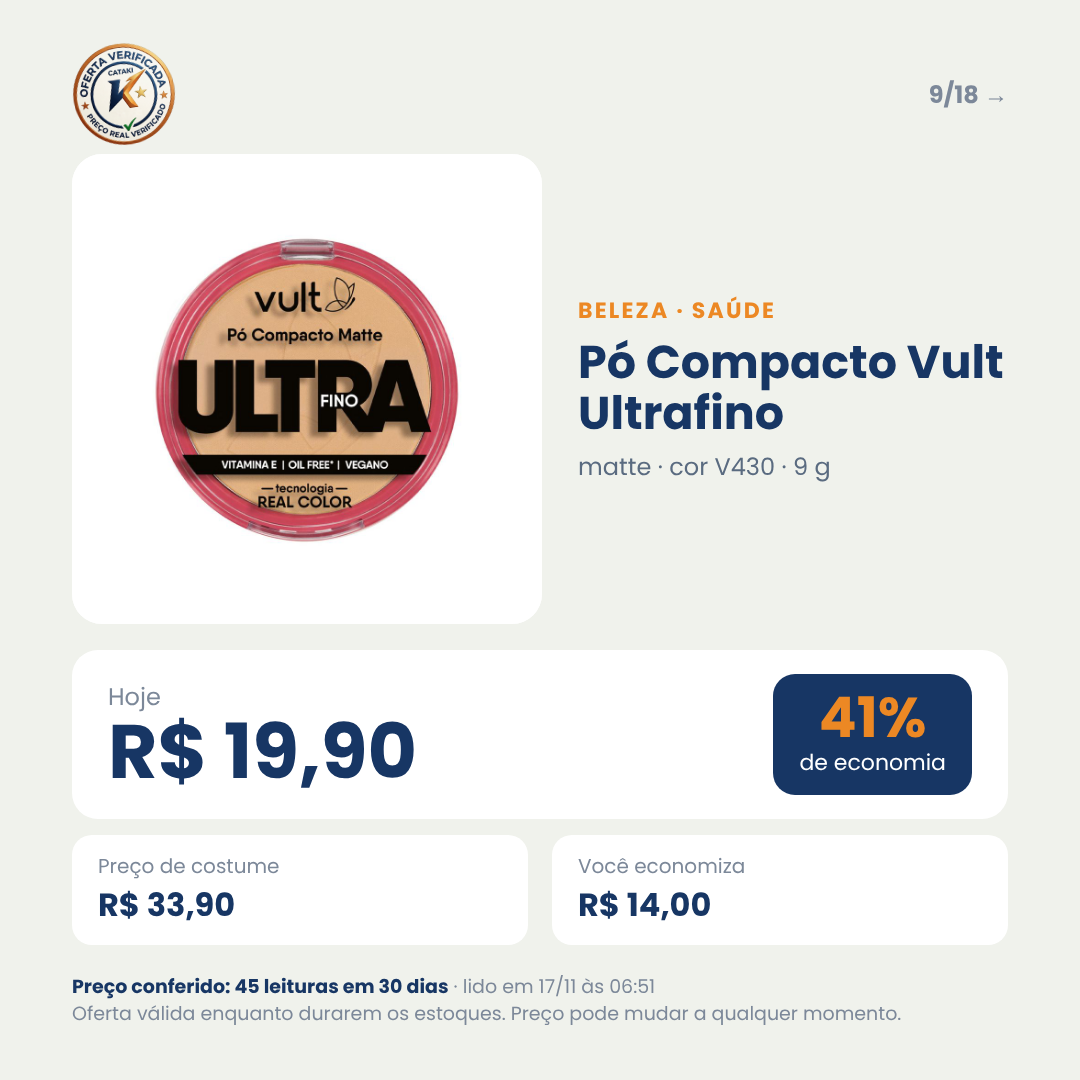 OFERTA VERIFICADA
CATAKI
K
PREÇO REAL VERIFICADO
9/18 →
vult
Pó Compacto Matte
ULTRA
FINO
VITAMINA E | OIL FREE* | VEGANO
tecnologia
REAL COLOR
BELEZA · SAÚDE
Pó Compacto Vult
Ultrafino
matte · cor V430 · 9 g
Hoje
R$ 19,90
41%
de economia
Preço de costume
R$ 33,90
Você economiza
R$ 14,00
Preço conferido: 45 leituras em 30 dias · lido em 17/11 às 06:51
Oferta válida enquanto durarem os estoques. Preço pode mudar a qualquer momento.